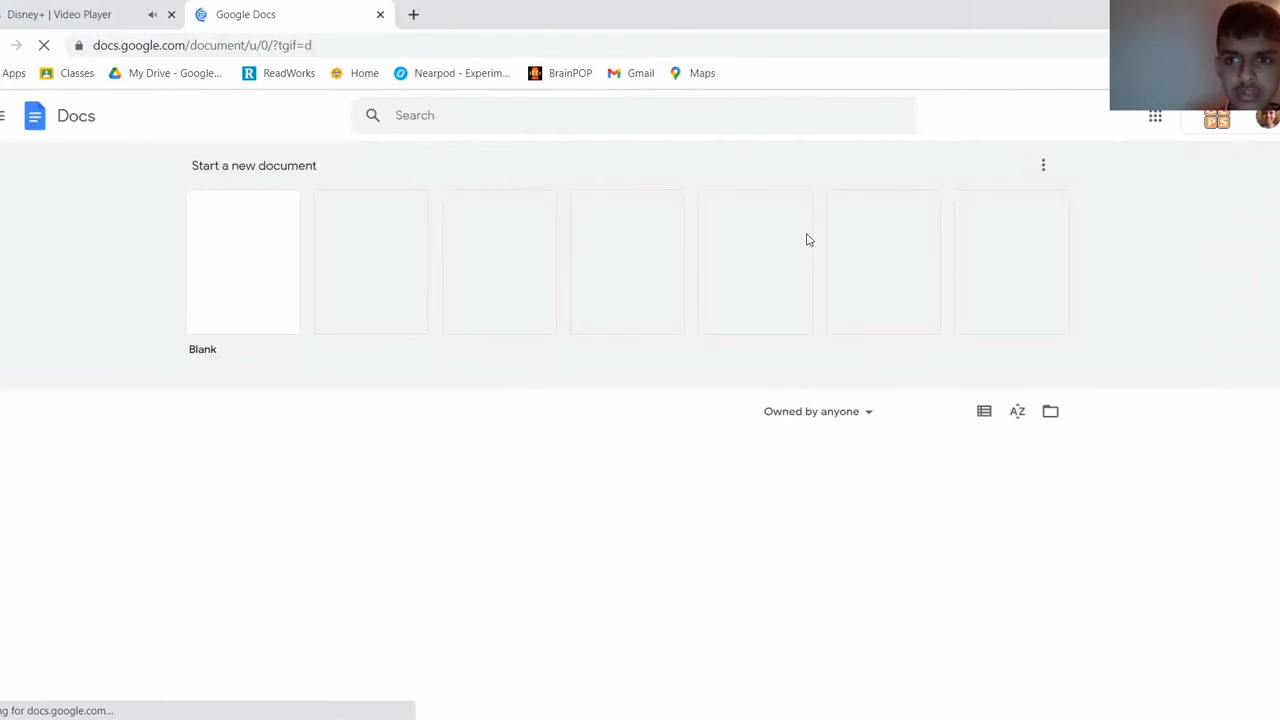 Disney+ | Video Player
Google Docs
docs.google.com/document/u/0/?tgif=d
Apps
Classes
My Drive - Google...
ReadWorks
Home
Nearpod - Experim...
BrainPOP
Gmail
Maps
Docs
Search
Start a new document
Blank
Owned by anyone
AZ
ng for docs.google.com...